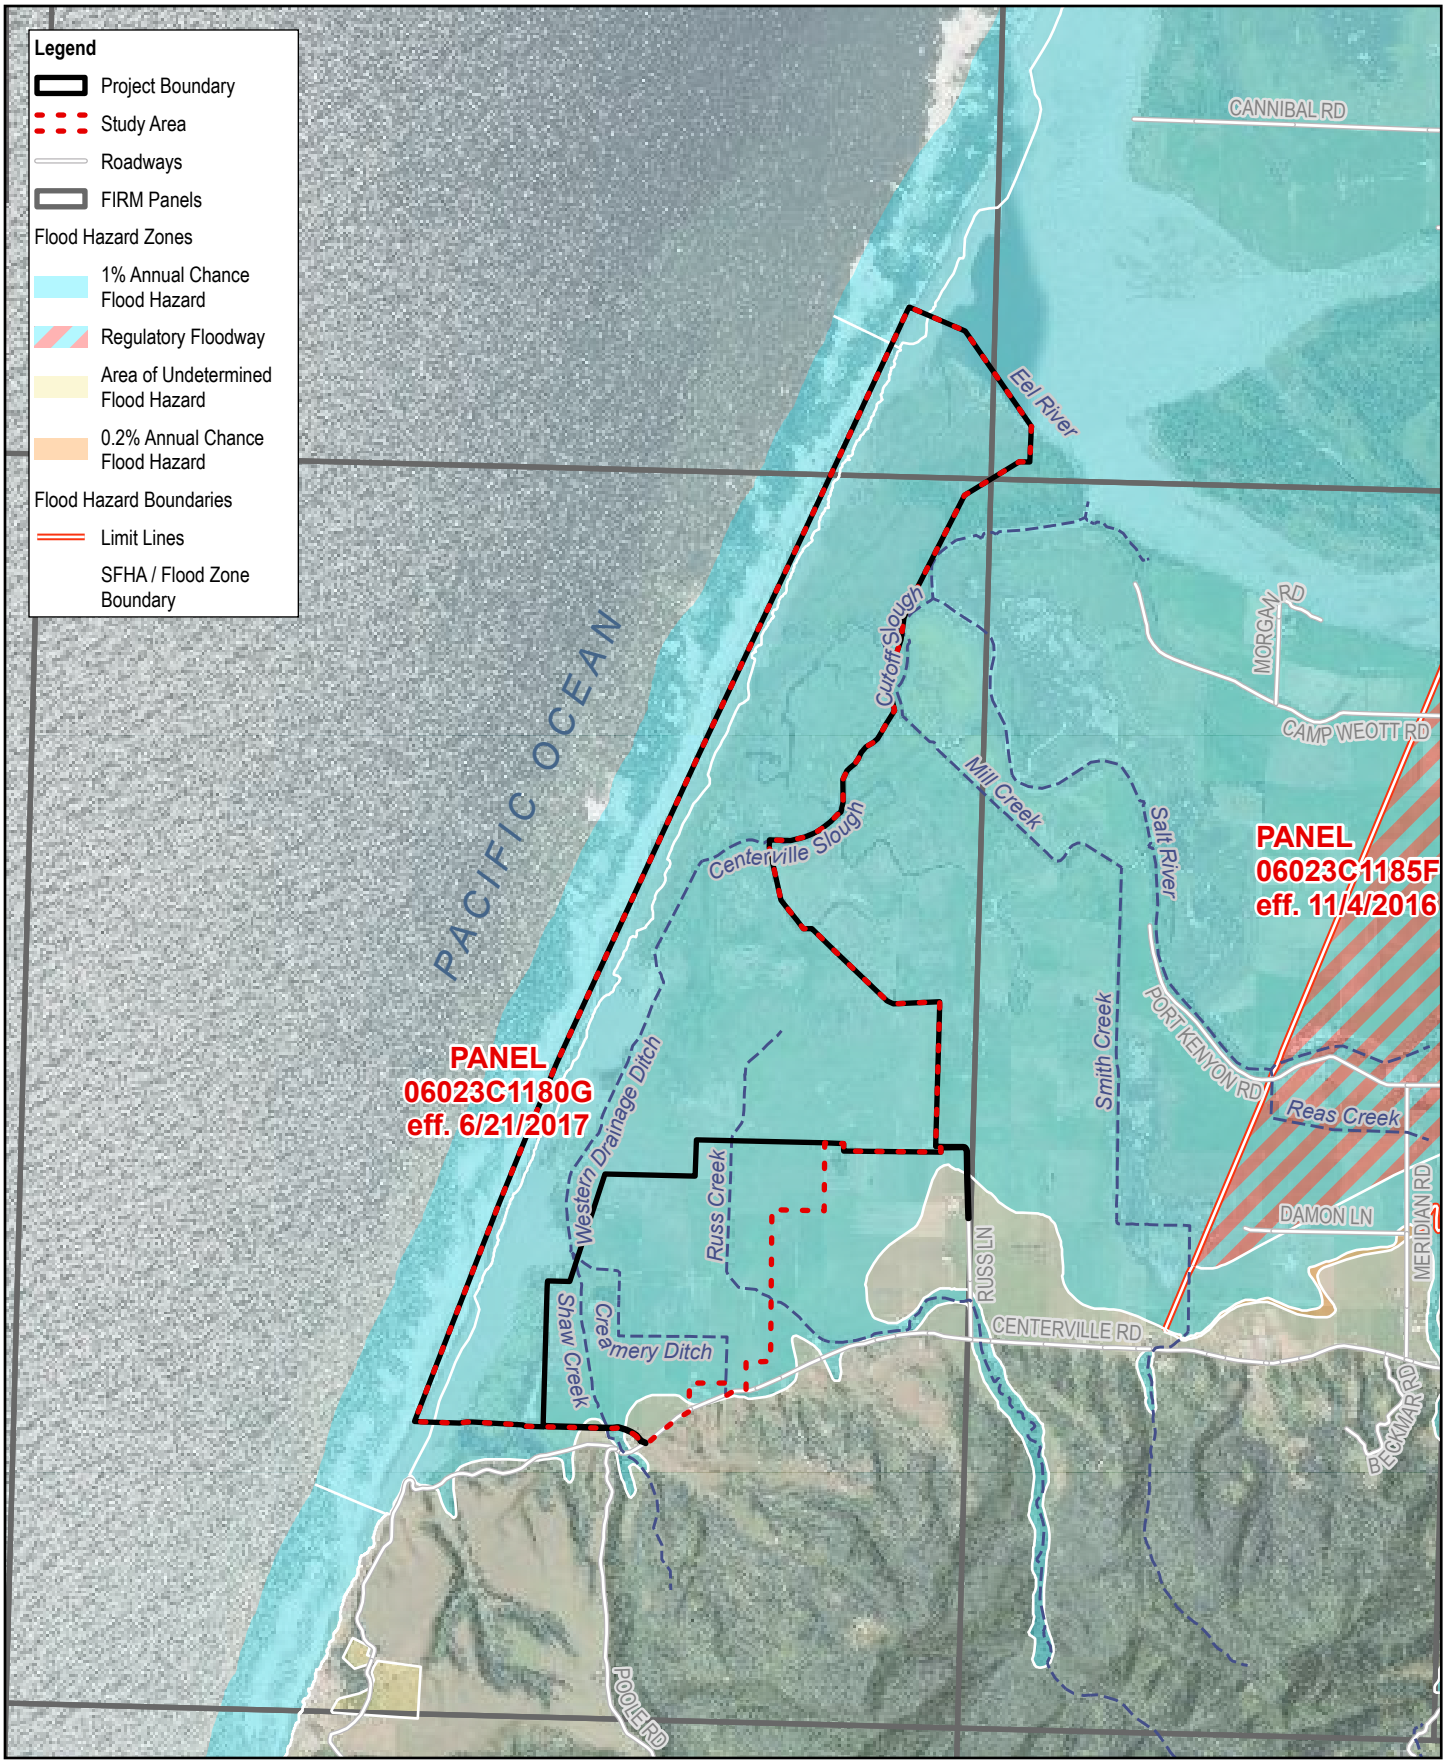 Legend
Project Boundary
Study Area
Roadways
FIRM Panels
Flood Hazard Zones
1% Annual Chance
Flood Hazard
Regulatory Floodway
Area of Undetermined
Flood Hazard
0.2% Annual Chance
Flood Hazard
Flood Hazard Boundaries
Limit Lines
SFHA / Flood Zone
Boundary
CANNIBAL RD
Eel River
PACIFIC OCEAN
Cutoff Slough
MORGAN RD
CAMP WEOTT RD
Mill Creek
Salt River
Centerville Slough
PANEL
06023C1185F
eff. 11/4/2016
PANEL
06023C1180G
eff. 6/21/2017
Western Drainage Ditch
Smith Creek
PORT KENYON RD
Reas Creek
Russ Creek
MERIDIAN RD
DAMON LN
RUSS LN
Shaw Creek
Creamery Ditch
CENTERVILLE RD
BECKMAR RD
POOLE RD